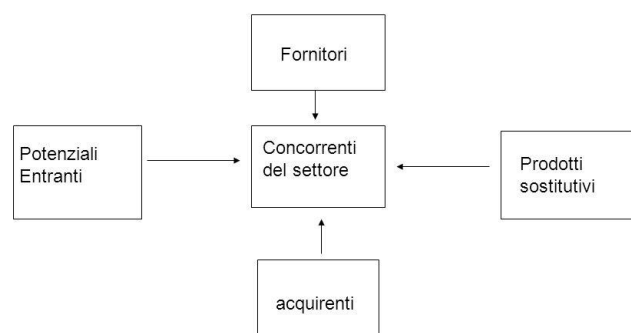 Fornitori
Potenziali
Entranti
Concorrenti
del settore
Prodotti
sostitutivi
acquirenti